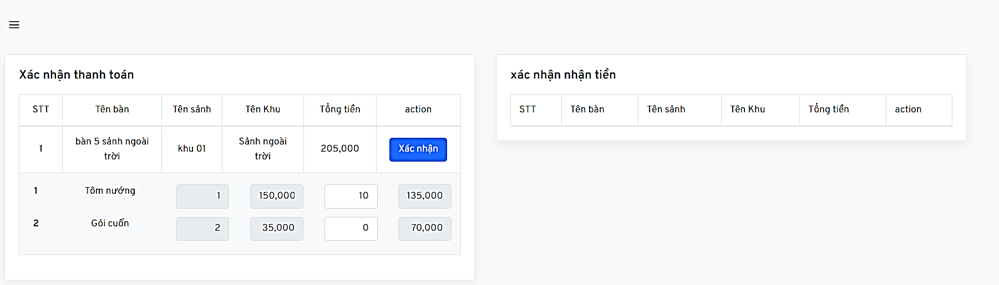 Xác nhận thanh toán
STT Tên bàn Tên sảnh Tên Khu Tổng tiền action
1 bàn 5 sảnh ngoài trời khu 01 Sảnh ngoài trời 205,000 Xác nhận
1 Tôm nướng 1 150,000 10 135,000
2 Gỏi cuốn 2 35,000 0 70,000
xác nhận nhận tiền
STT Tên bàn Tên sảnh Tên Khu Tổng tiền action